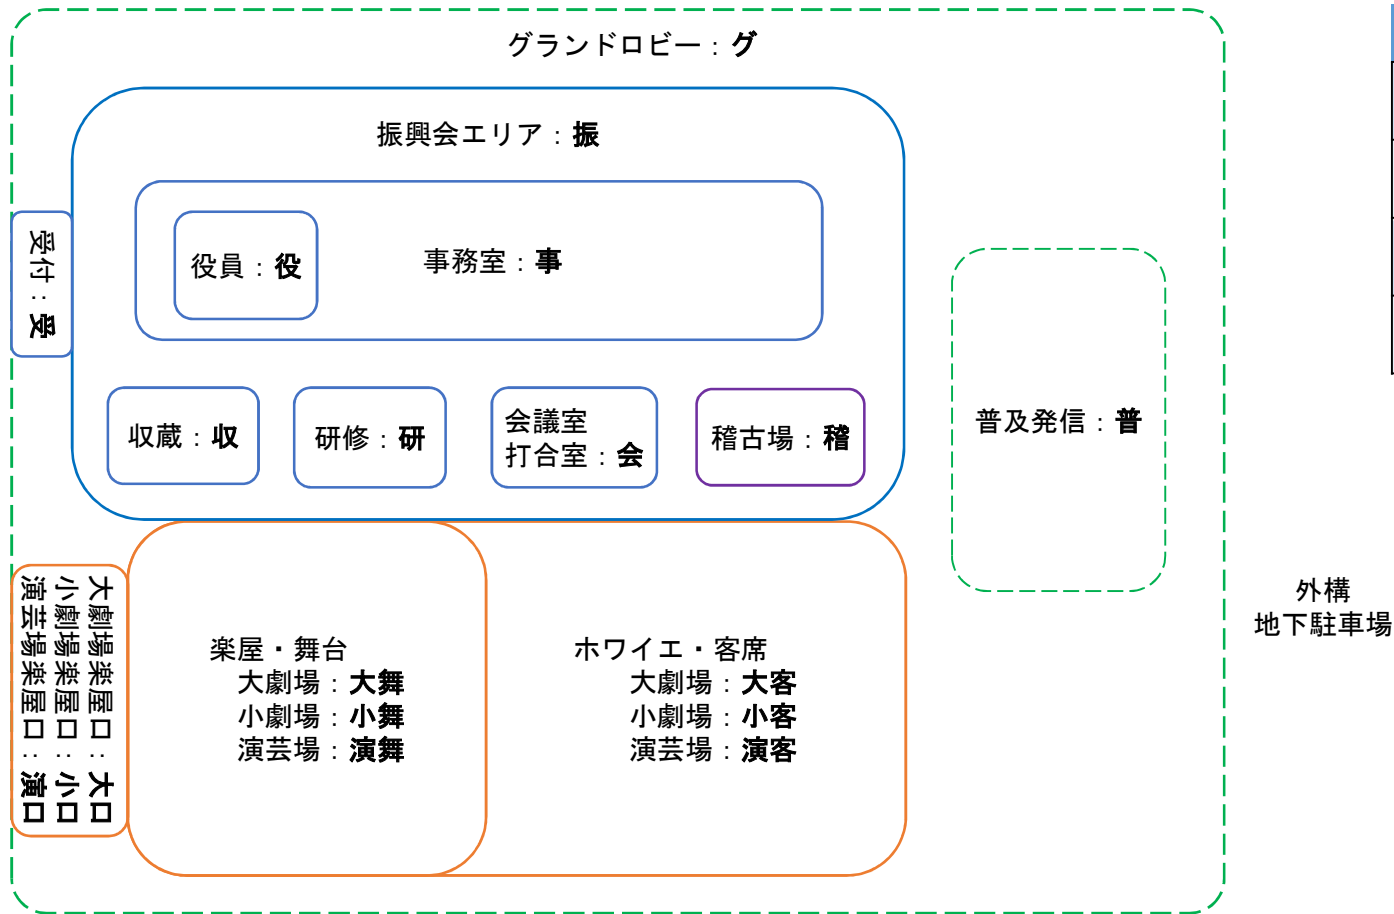 グランドロビー：グ
振興会エリア：振
役員：役
事務室：事
受付：受
収蔵：収
研修：研
会議室
打合室：会
稽古場：稽
普及発信：普
大劇場楽屋口：大口
小劇場楽屋口：小口
演芸場楽屋口：演口
楽屋・舞台
大劇場：大舞
小劇場：小舞
演芸場：演舞
ホワイエ・客席
大劇場：大客
小劇場：小客
演芸場：演客
外構
地下駐車場